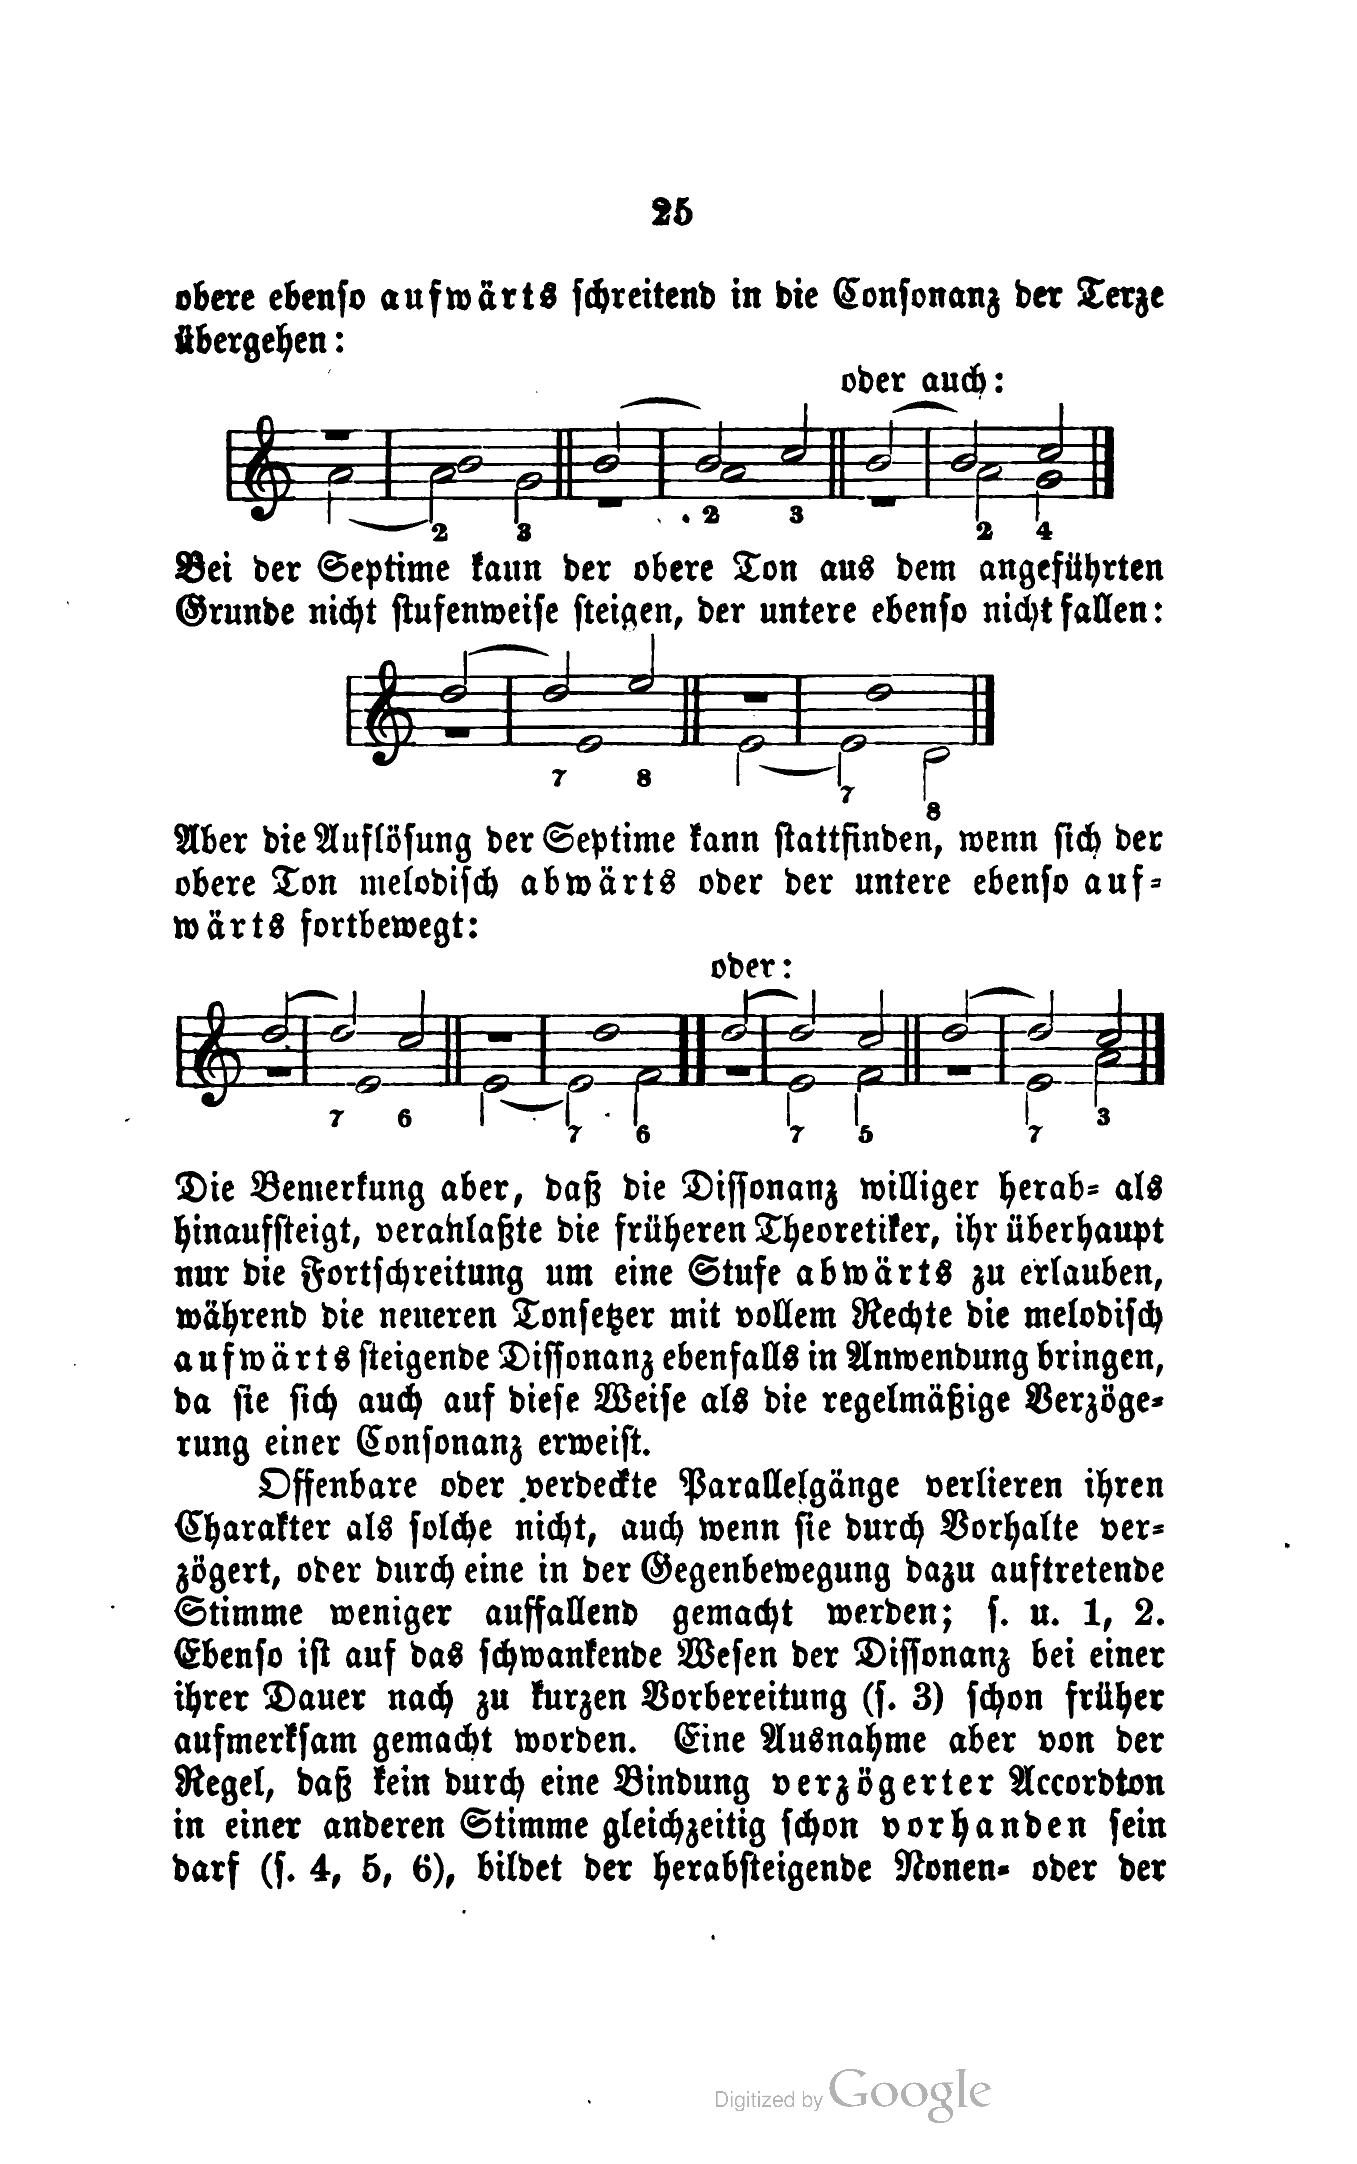 25
obere ebenso aufwärts schreitend in die Consonanz der Terze
übergehen:
oder auch:
2 3 2 3 2 4
Bei der Septime kann der obere Ton aus dem angeführten
Grunde nicht stufenweise steigen, der untere ebenso nicht fallen:
7 8 7 8
Aber die Auflösung der Septime kann stattfinden, wenn sich der
obere Ton melodisch abwärts oder der untere ebenso auf-
wärts fortbewegt:
oder:
7 6 7 6 7 5 7 3
Die Bemerkung aber, daß die Dissonanz williger herab- als
hinaufsteigt, veranlaßte die früheren Theoretiker, ihr überhaupt
nur die Fortschreitung um eine Stufe abwärts zu erlauben,
während die neueren Tonsetzer mit vollem Rechte die melodisch
aufwärts steigende Dissonanz ebenfalls in Anwendung bringen,
da sie sich auch auf diese Weise als die regelmäßige Verzöge-
rung einer Consonanz erweist.
Offenbare oder verdeckte Parallelgänge verlieren ihren
Charakter als solche nicht, auch wenn sie durch Vorhalte ver-
zögert, oder durch eine in der Gegenbewegung dazu auftretende
Stimme weniger auffallend gemacht werden; s. u. 1, 2.
Ebenso ist auf das schwankende Wesen der Dissonanz bei einer
ihrer Dauer nach zu kurzen Vorbereitung (s. 3) schon früher
aufmerksam gemacht worden. Eine Ausnahme aber von der
Regel, daß kein durch eine Bindung verzögerter Accordton
in einer anderen Stimme gleichzeitig schon vorhanden sein
darf (s. 4, 5, 6), bildet der herabsteigende Nonen- oder der
Digitized by Google